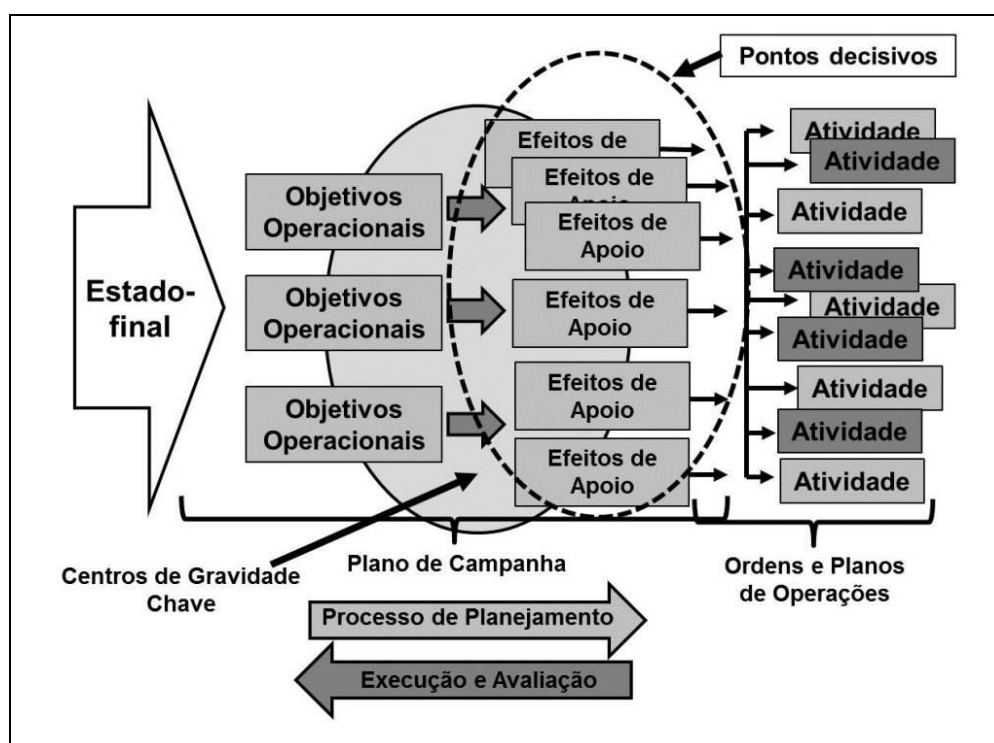 Pontos decisivos
Estado-
final
Objetivos
Operacionais
Objetivos
Operacionais
Objetivos
Operacionais
Efeitos de
Efeitos de
Apoio
Efeitos de
Apoio
Efeitos de
Apoio
Efeitos de
Apoio
Efeitos de
Apoio
Atividade
Atividade
Atividade
Atividade
Atividade
Atividade
Atividade
Atividade
Atividade
Centros de Gravidade
Chave
Plano de Campanha
Ordens e Planos
de Operações
Processo de Planejamento
Execução e Avaliação